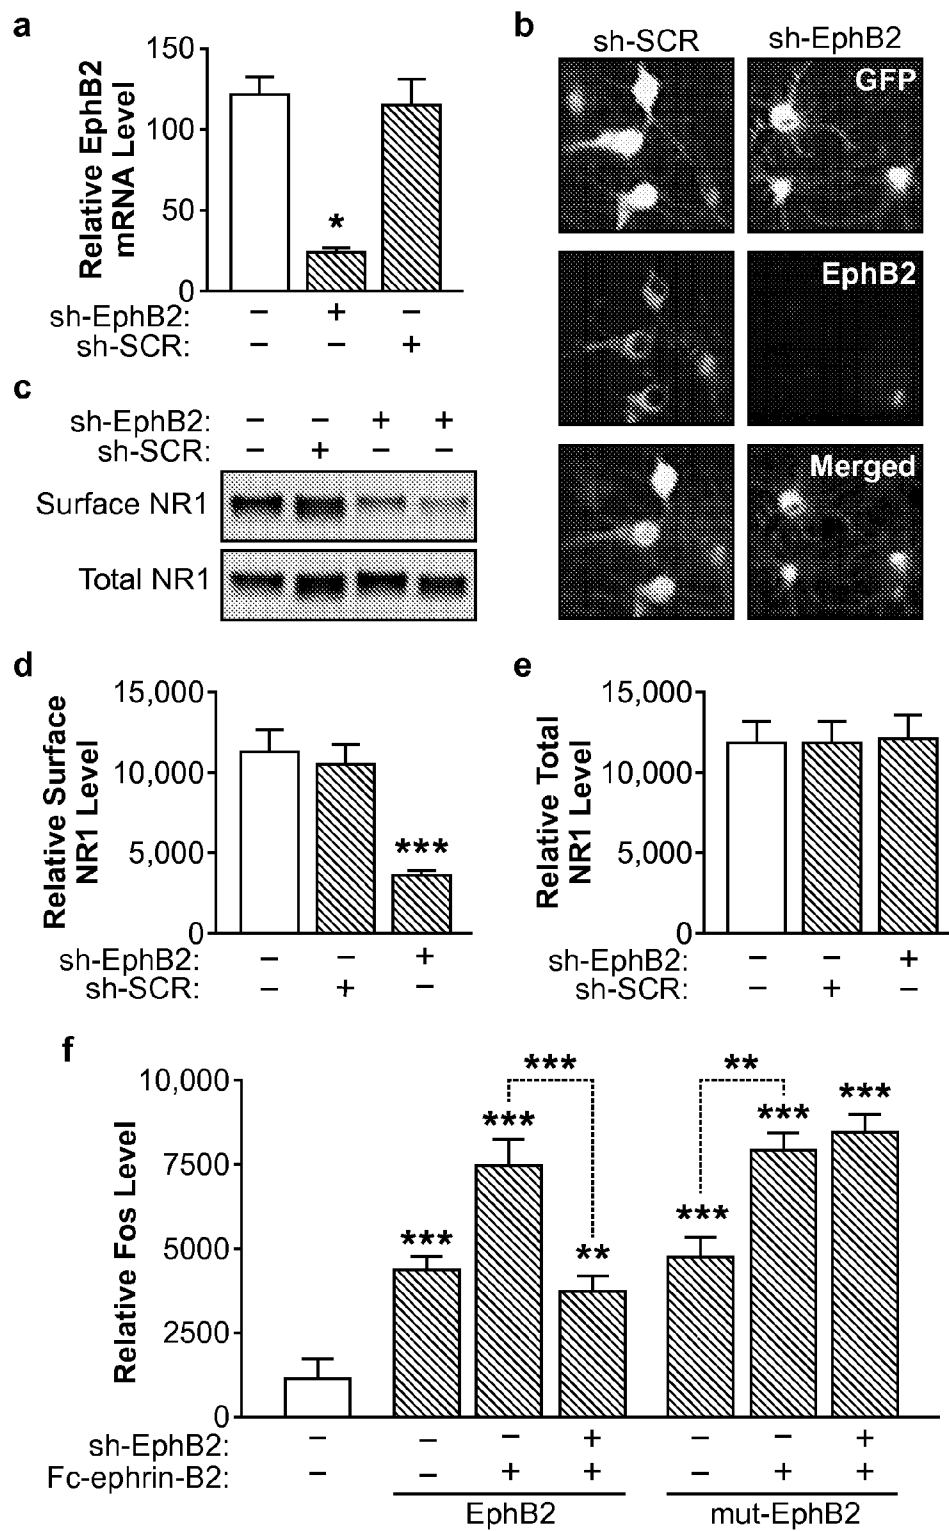 a
150
100
50
0
Relative EphB2
mRNA Level
*
sh-EphB2: – + –
sh-SCR: – – +
b
sh-SCR sh-EphB2
GFP
EphB2
Merged
c
sh-EphB2: – – + +
sh-SCR: – + – –
Surface NR1
Total NR1
d
15,000
10,000
5,000
0
Relative Surface
NR1 Level
***
sh-EphB2: – – +
sh-SCR: – + –
e
15,000
10,000
5,000
0
Relative Total
NR1 Level
sh-EphB2: – – +
sh-SCR: – + –
f
10,000
7500
5000
2500
0
Relative Fos Level
*** **
*** *** *** ***
*** **
sh-EphB2: – – – + – – +
Fc-ephrin-B2: – – + + – + +
EphB2 mut-EphB2